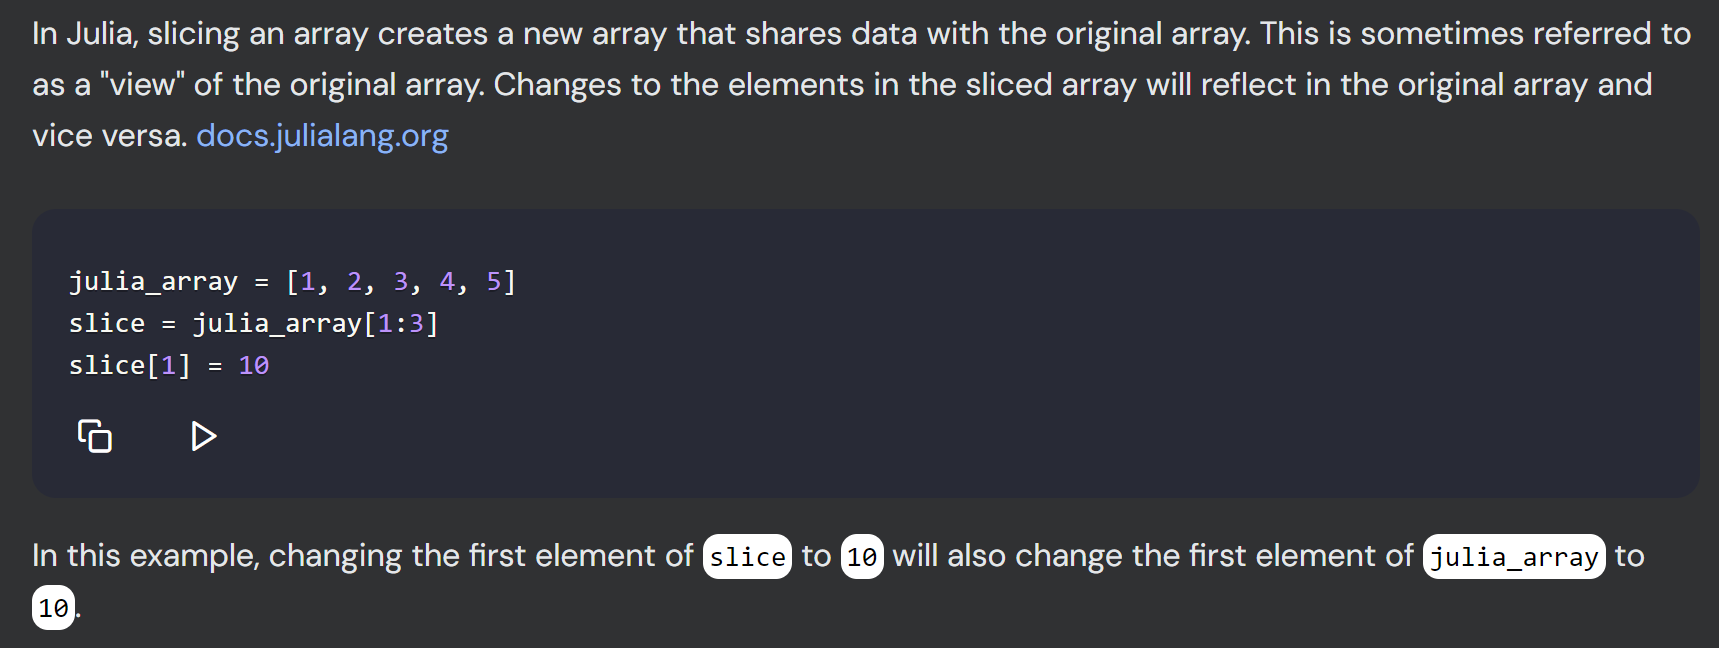 In Julia, slicing an array creates a new array that shares data with the original array. This is sometimes referred to
as a "view" of the original array. Changes to the elements in the sliced array will reflect in the original array and
vice versa. docs.julialang.org
julia_array = [1, 2, 3, 4, 5]
slice = julia_array[1:3]
slice[1] = 10
In this example, changing the first element of slice to 10 will also change the first element of julia_array to
10.